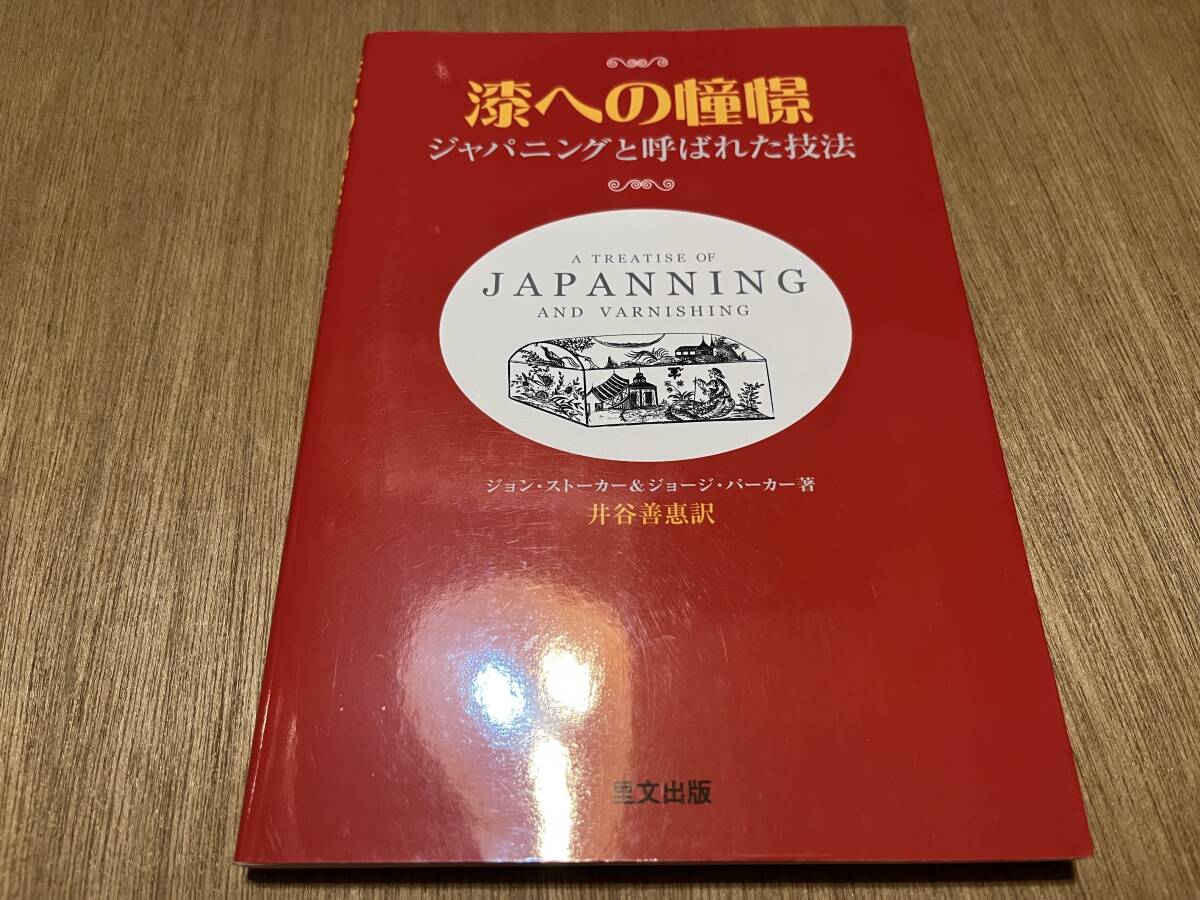 漆への憧憬
ジャパニングと呼ばれた技法
A TREATISE OF
JAPANNING
AND VARNISHING
ジョン・ストーカー&ジョージ・パーカー著
井谷善惠訳
里文出版